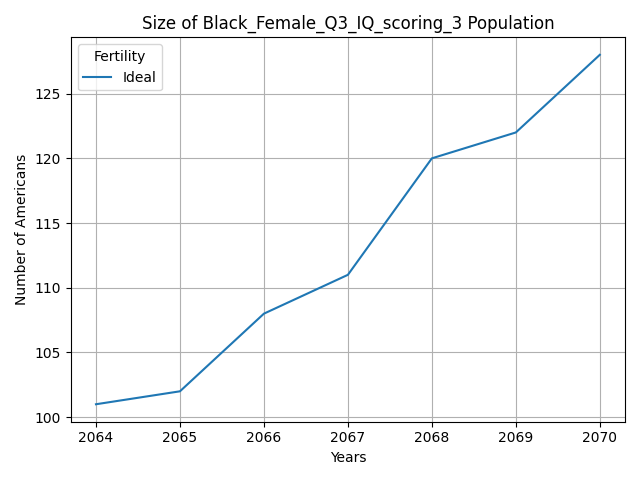 Size of Black_Female_Q3_IQ_scoring_3 Population
Fertility
Ideal
Number of Americans
125
120
115
110
105
100
2064 2065 2066 2067 2068 2069 2070
Years